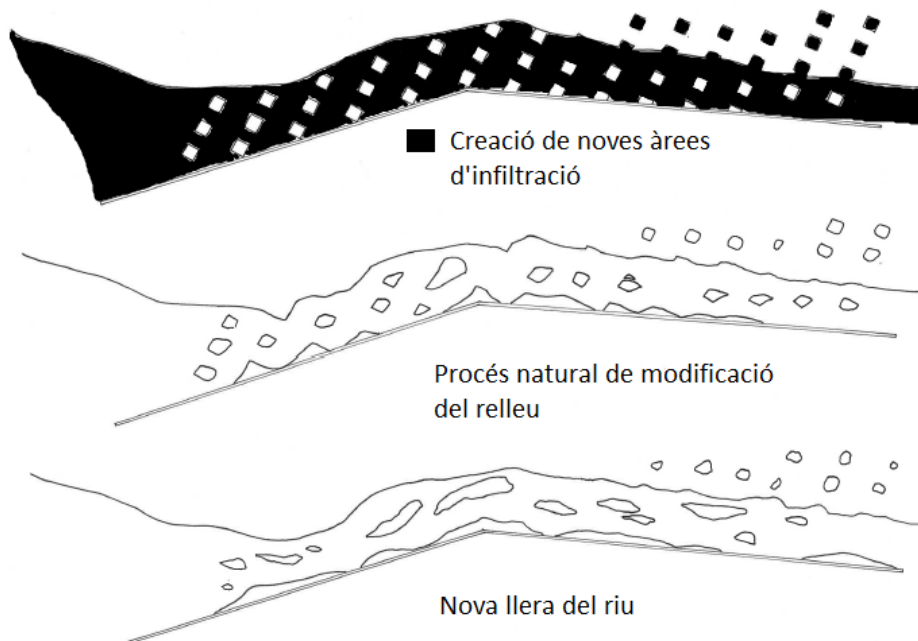 Creació de noves àrees
d'infiltració
Procés natural de modificació
del relleu
Nova llera del riu